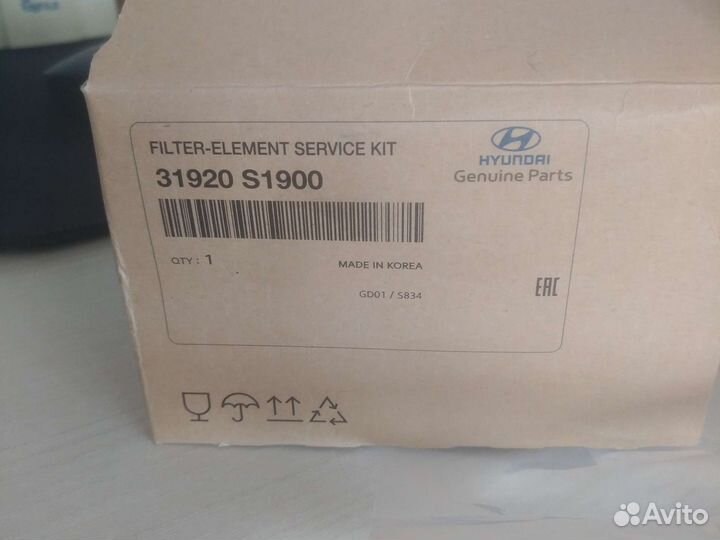 FILTER-ELEMENT SERVICE KIT
31920 S1900
HYUNDAI
Genuine Parts
QTY : 1
MADE IN KOREA
GD01 / S834
EAC
Avito